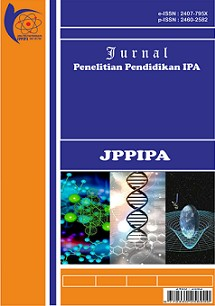 e-ISSN : 2407-795X
p-ISSN : 2460-2582
Jurnal
Penelitian Pendidikan IPA
JPPIPA